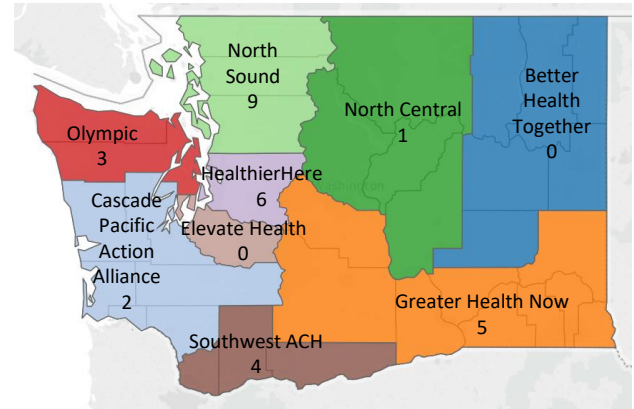 North
Sound
9
Better
Health
Together
0
North Central
1
Olympic
3
HealthierHere
6
Cascade
Pacific
Action
Alliance
2
Elevate Health
0
Greater Health Now
5
Southwest ACH
4